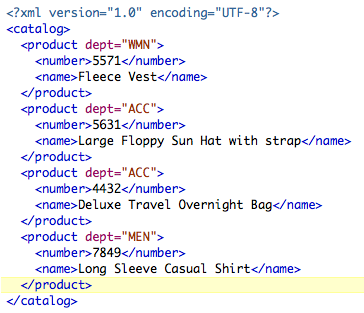 <?xml version="1.0" encoding="UTF-8"?>
<catalog>
  <product dept="WMN">
    <number>5571</number>
    <name>Fleece Vest</name>
  </product>
  <product dept="ACC">
    <number>5631</number>
    <name>Large Floppy Sun Hat with strap</name>
  </product>
  <product dept="ACC">
    <number>4432</number>
    <name>Deluxe Travel Overnight Bag</name>
  </product>
  <product dept="MEN">
    <number>7849</number>
    <name>Long Sleeve Casual Shirt</name>
  </product>
</catalog>